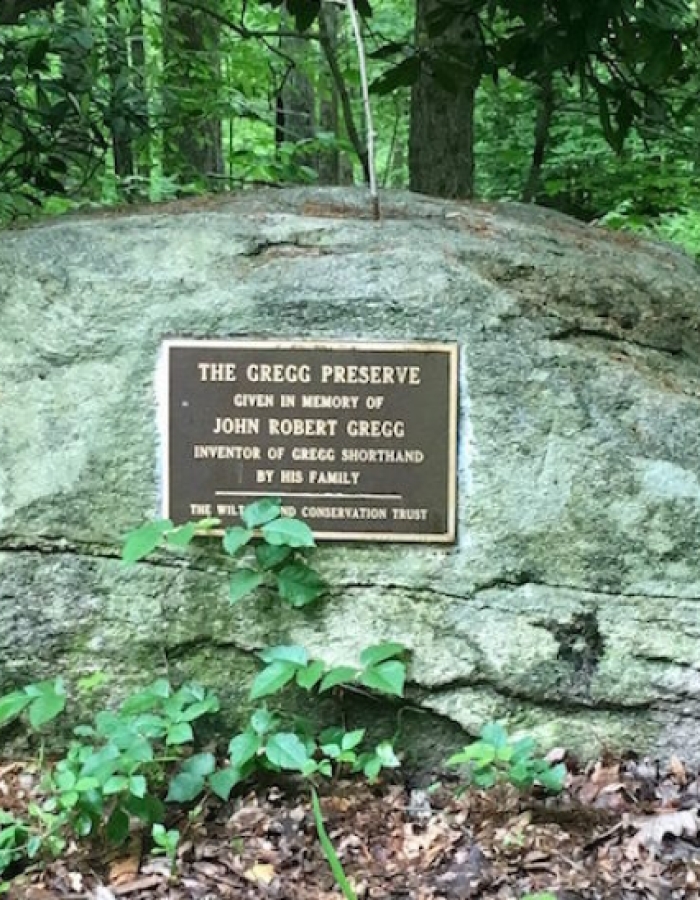 THE GREGG PRESERVE
GIVEN IN MEMORY OF
JOHN ROBERT GREGG
INVENTOR OF GREGG SHORTHAND
BY HIS FAMILY
THE CONSERVATION TRUST